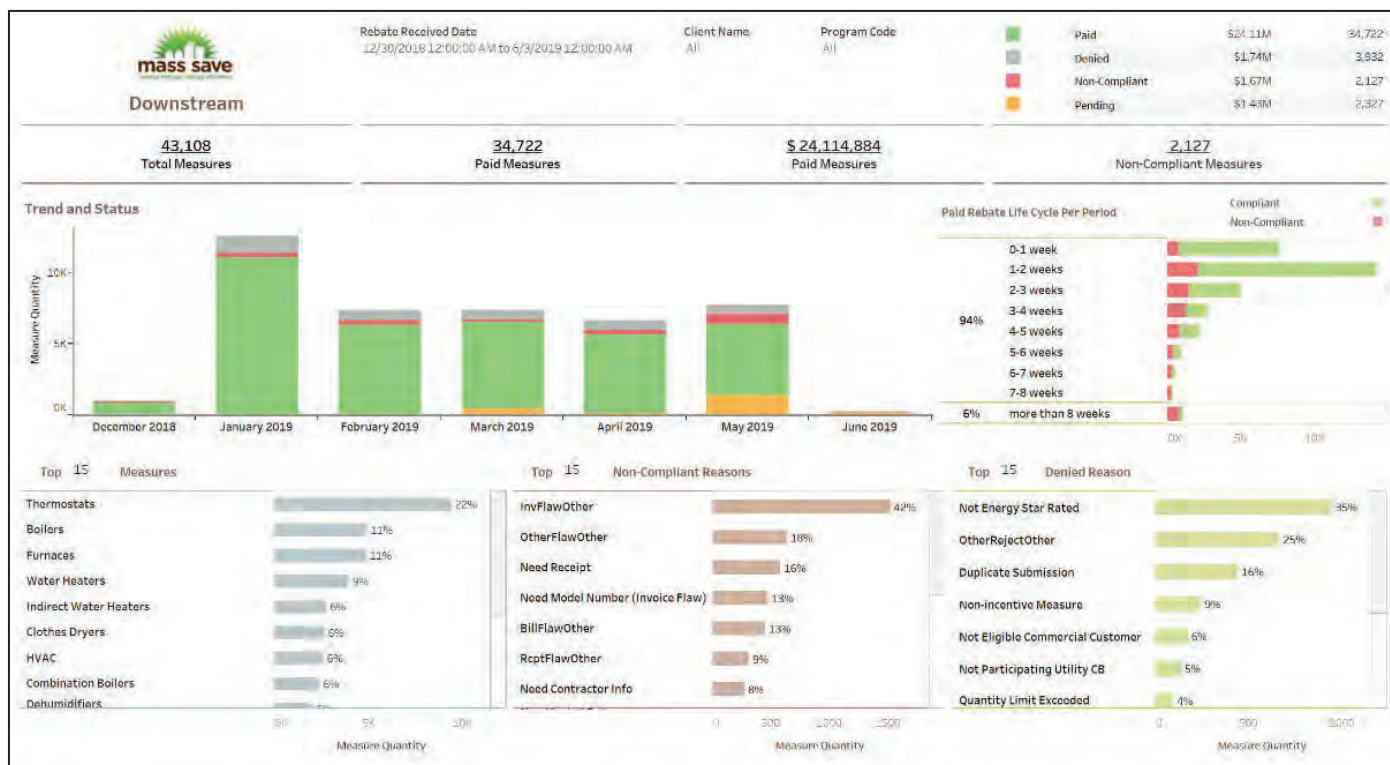 mass save
Downstream
Rebate Received Date
12/30/2018 12:00:00 AM to 6/3/2019 12:00:00 AM
Client Name
All
Program Code
All
Paid $24.11M 34,722
Denied $1.74M 3,932
Non-Compliant $1.67M 2,127
Pending $1.43M 2,327
43,108
Total Measures
34,722
Paid Measures
$ 24,114,884
Paid Measures
2,127
Non-Compliant Measures
Trend and Status
Measure Quantity
10K
5K
0K
December 2018 January 2019 February 2019 March 2019 April 2019 May 2019 June 2019
Paid Rebate Life Cycle Per Period
Compliant
Non-Compliant
0-1 week
1-2 weeks
2-3 weeks
3-4 weeks
94%
4-5 weeks
5-6 weeks
6-7 weeks
7-8 weeks
6% more than 8 weeks
0K 5K 10K
Top 15 Measures
Thermostats 22%
Boilers 11%
Furnaces 11%
Water Heaters 9%
Indirect Water Heaters 6%
Clothes Dryers 6%
HVAC 6%
Combination Boilers 6%
Dehumidifiers
0K 5K 10K
Measure Quantity
Top 15 Non-Compliant Reasons
InvFlawOther 42%
OtherFlawOther 18%
Need Receipt 16%
Need Model Number (Invoice Flaw) 13%
BillFlawOther 13%
RcptFlawOther 9%
Need Contractor Info 8%
0 500 1000 1500
Measure Quantity
Top 15 Denied Reason
Not Energy Star Rated 35%
OtherRejectOther 25%
Duplicate Submission 16%
Non-incentive Measure 9%
Not Eligible Commercial Customer 6%
Not Participating Utility CB 5%
Quantity Limit Exceeded 4%
0 500 1000
Measure Quantity